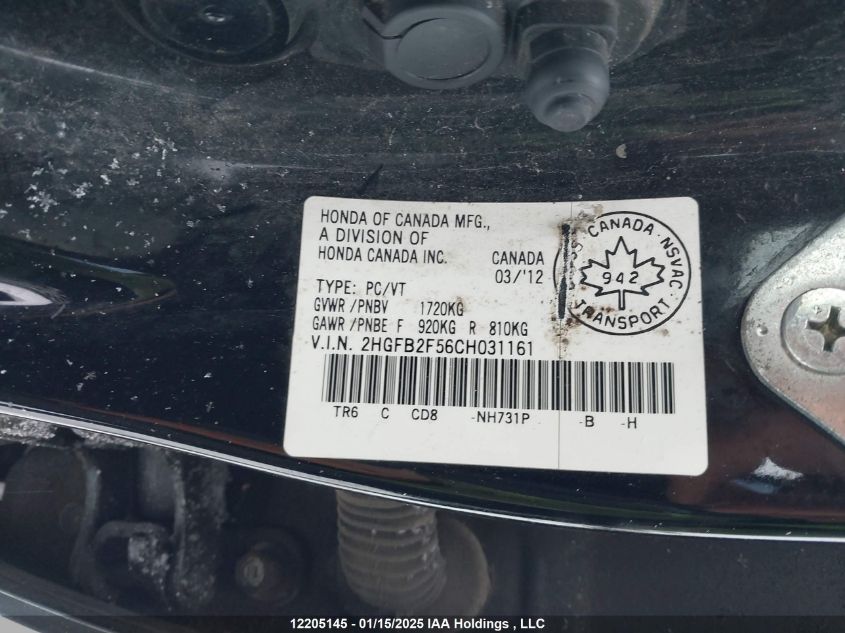 HONDA OF CANADA MFG.,
A DIVISION OF
HONDA CANADA INC. CANADA
03/'12
TYPE: PC/VT
GVWR/PNBV 1720KG
GAWR/PNBE F 920KG R 810KG
V.I.N. 2HGFB2F56CH031161
TR6 C CD8 -NH731P -B -H
CANADA · NSVAC
942
TRANSPORT
12205145 - 01/15/2025 IAA Holdings, LLC